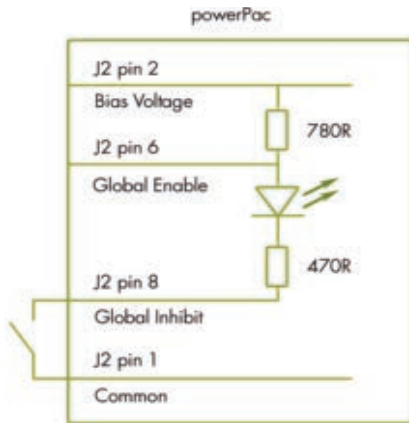 powerPac
J2 pin 2
Bias Voltage
780R
J2 pin 6
Global Enable
470R
J2 pin 8
Global Inhibit
J2 pin 1
Common